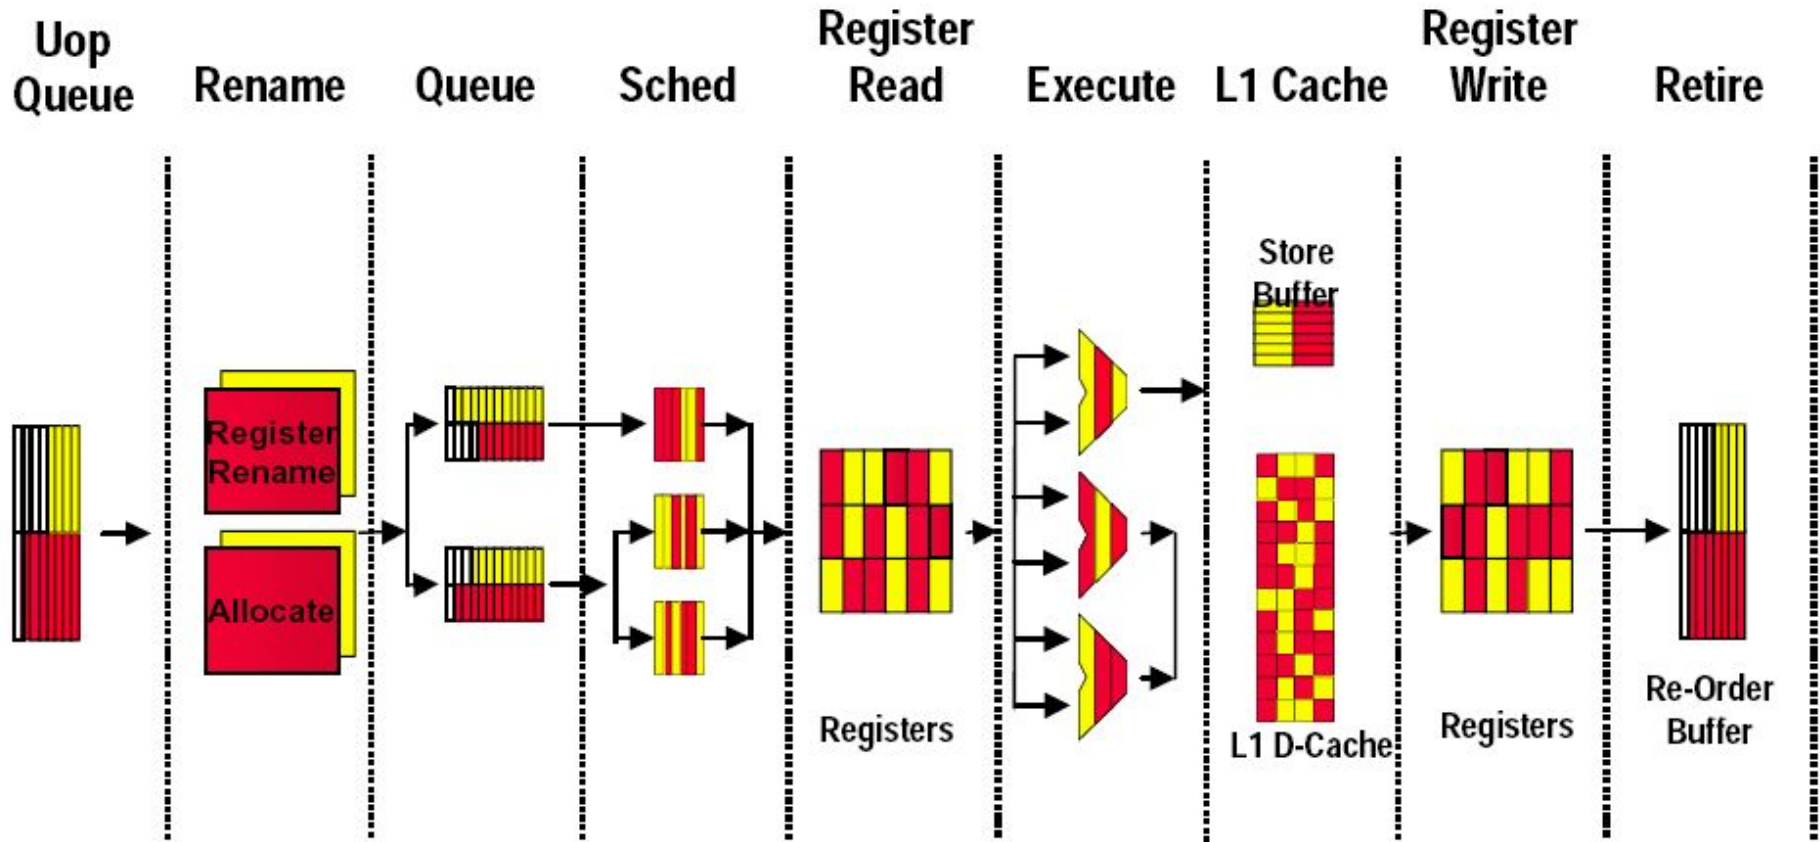 Uop
Queue
Rename
Queue
Sched
Register
Read
Execute
L1 Cache
Register
Write
Retire
Register
Rename
Allocate
Registers
Store
Buffer
L1 D-Cache
Registers
Re-Order
Buffer